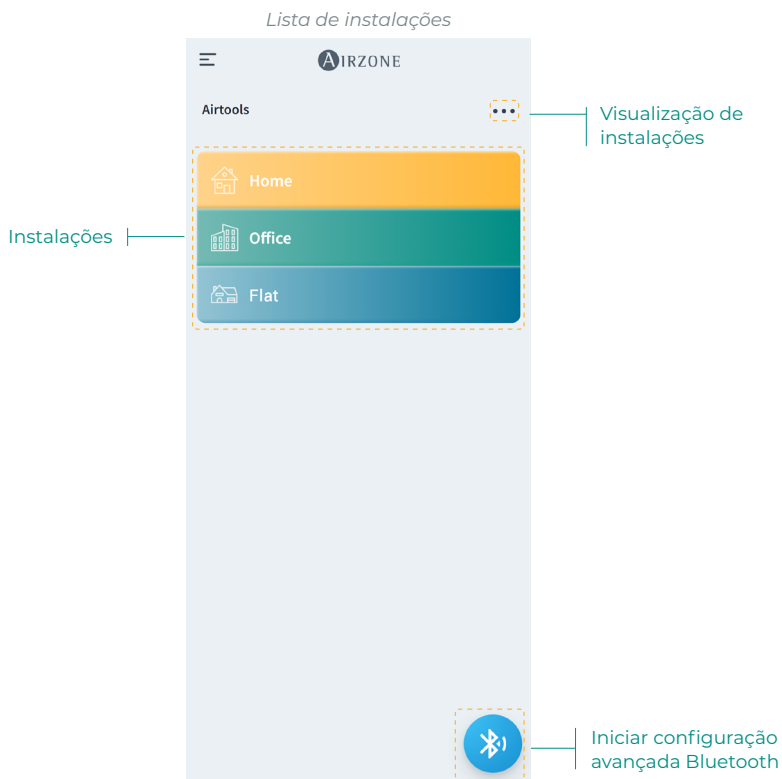 Lista de instalações
AIRZONE
Airtools
Visualização de
instalações
Home
Instalações
Office
Flat
Iniciar configuração
avançada Bluetooth